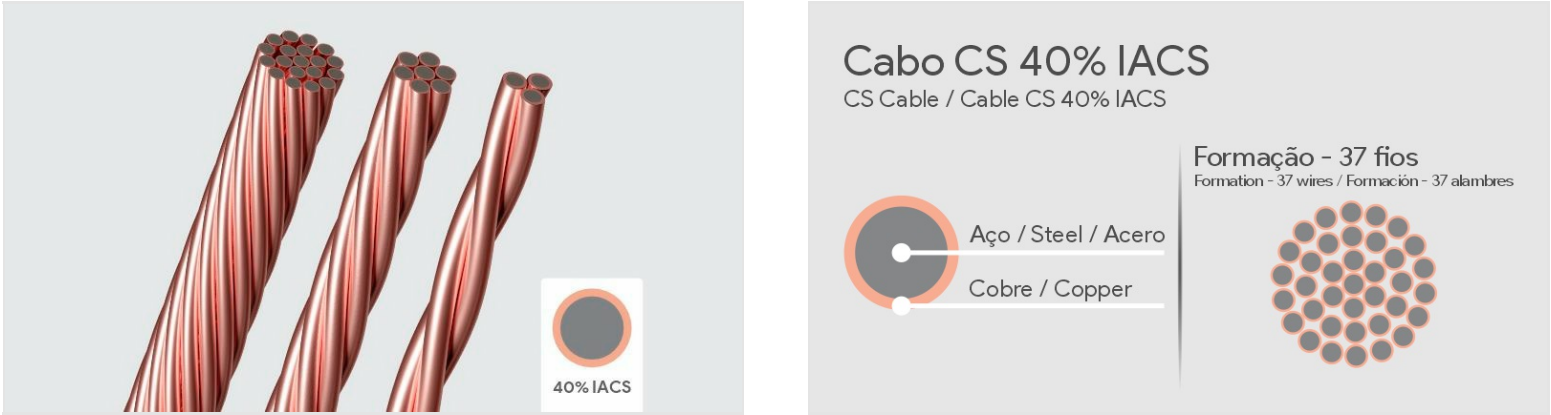 40% IACS
Cabo CS 40% IACS
CS Cable / Cable CS 40% IACS
Formação - 37 fios
Formation - 37 wires / Formación - 37 alambres
Aço / Steel / Acero
Cobre / Copper